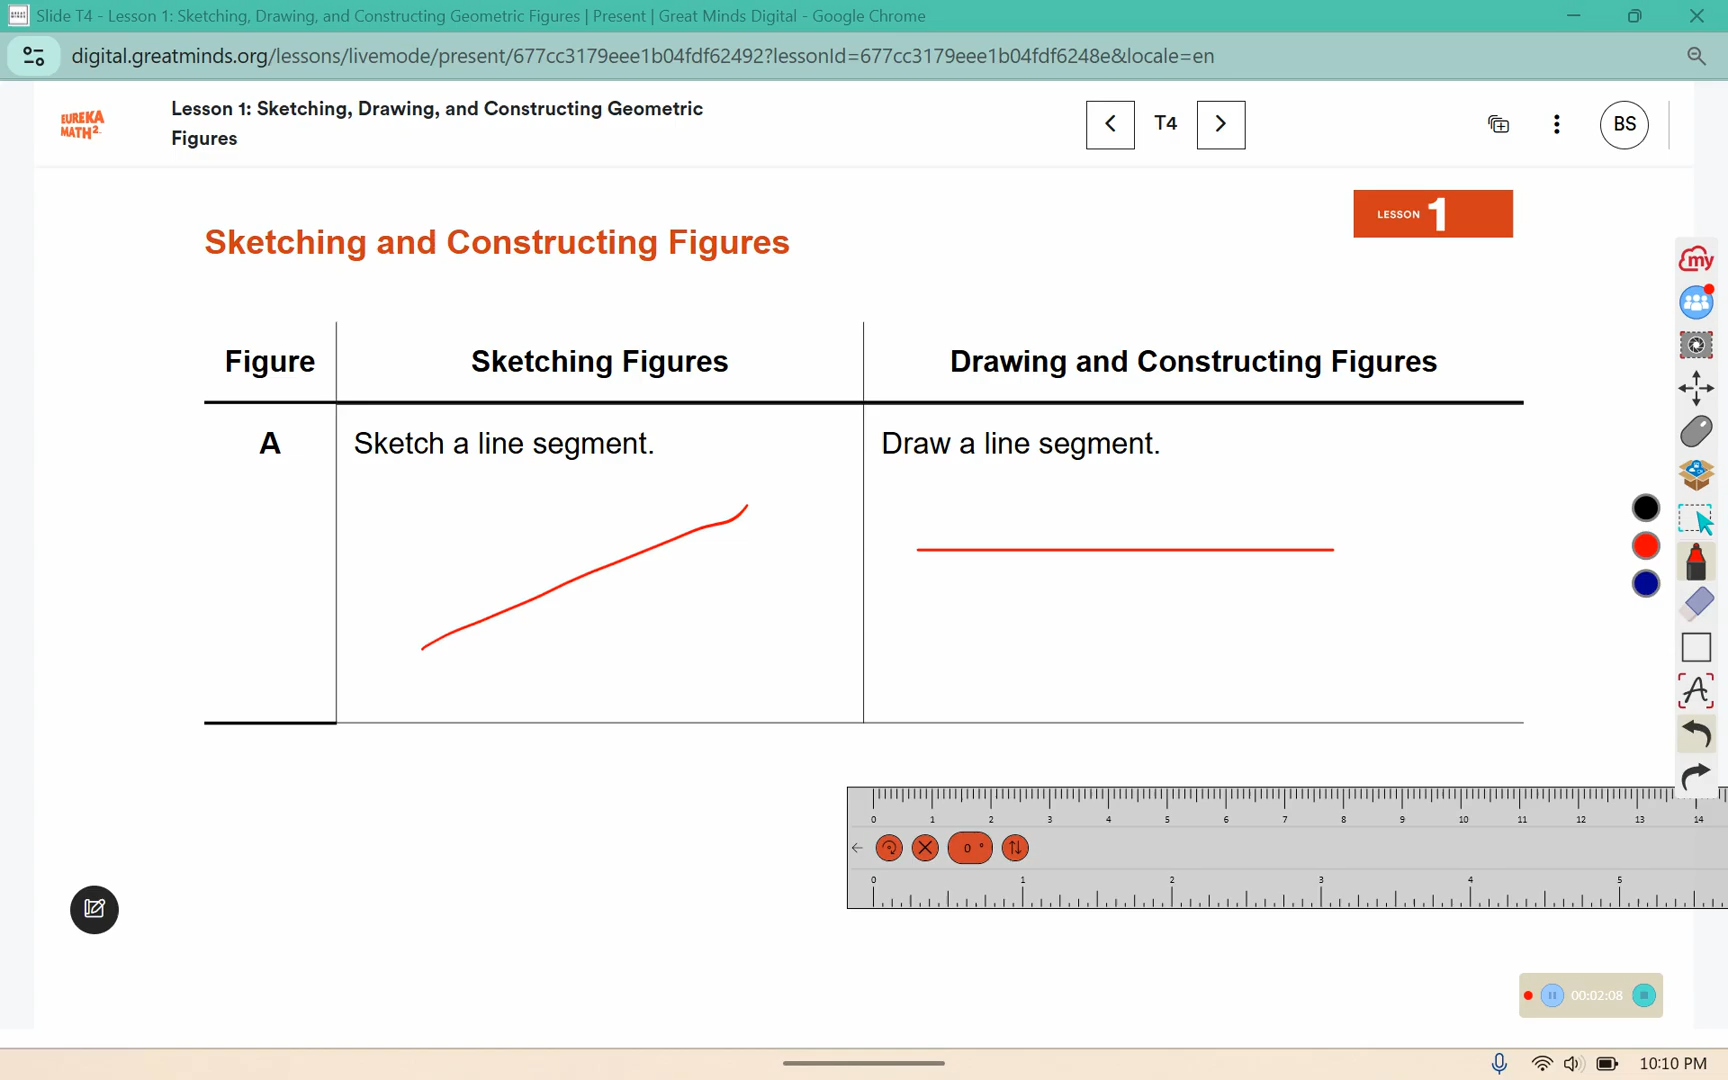 Slide T4 - Lesson 1: Sketching, Drawing, and Constructing Geometric Figures | Present | Great Minds Digital - Google Chrome
digital.greatminds.org/lessons/livemode/present/677cc3179eee1b04fdf62492?lessonId=677cc3179eee1b04fdf6248e&locale=en
EUREKA
MATH²
Lesson 1: Sketching, Drawing, and Constructing Geometric
Figures
T4
BS
LESSON 1
Sketching and Constructing Figures
my
Figure
Sketching Figures
Drawing and Constructing Figures
A
Sketch a line segment.
Draw a line segment.
A
0 1 2 3 4 5 6 7 8 9 10 11 12 13 14
0 °
0 1 2 3 4 5
00:02:08
10:10 PM